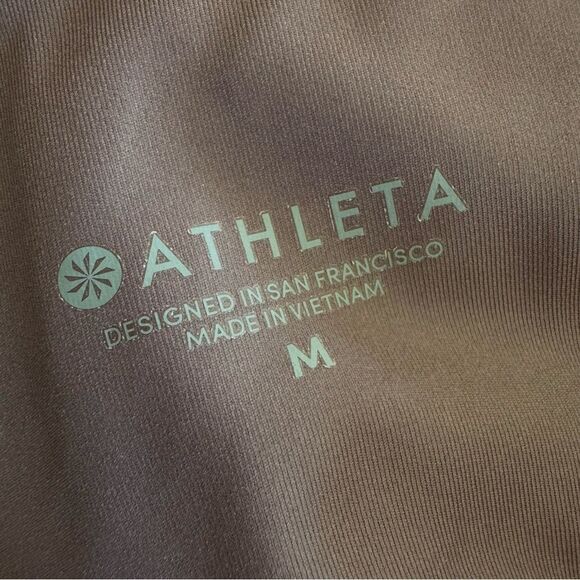 ATHLETA
DESIGNED IN SAN FRANCISCO
MADE IN VIETNAM
M